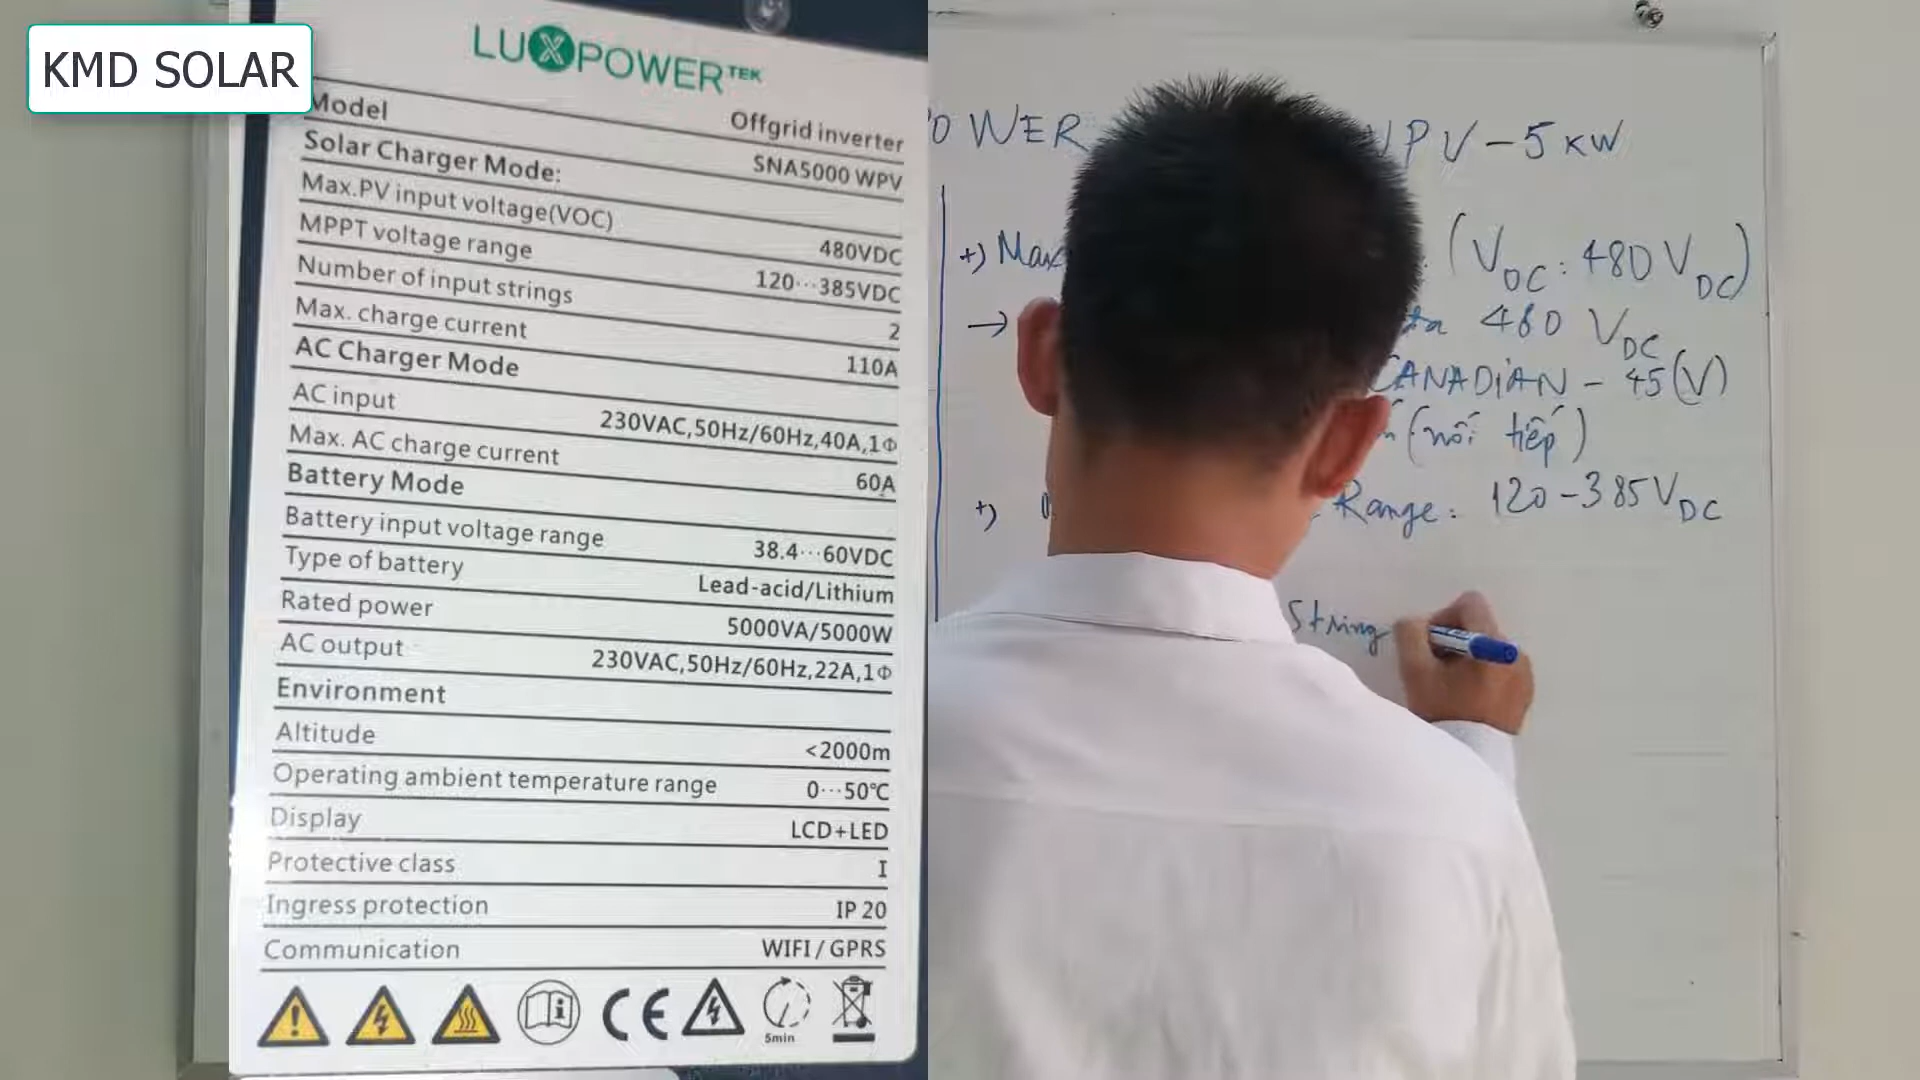 KMD SOLAR
LUXPOWERTEK
Model Offgrid inverter
SNA5000 WPV
Solar Charger Mode:
Max.PV input voltage(VOC) 480VDC
MPPT voltage range 120···385VDC
Number of input strings 2
Max. charge current 110A
AC Charger Mode
AC input 230VAC,50Hz/60Hz,40A,1Φ
Max. AC charge current 60A
Battery Mode
Battery input voltage range 38.4···60VDC
Type of battery Lead-acid/Lithium
Rated power 5000VA/5000W
AC output 230VAC,50Hz/60Hz,22A,1Φ
Environment
Altitude <2000m
Operating ambient temperature range 0···50℃
Display LCD+LED
Protective class I
Ingress protection IP 20
Communication WIFI / GPRS
CE
5min
OWER WPV - 5 KW
+) Max (VOC: 480 VDC)
→ 480 VDC
CANADIAN - 45 (V)
(nối tiếp)
+) Range: 120-385 VDC
String